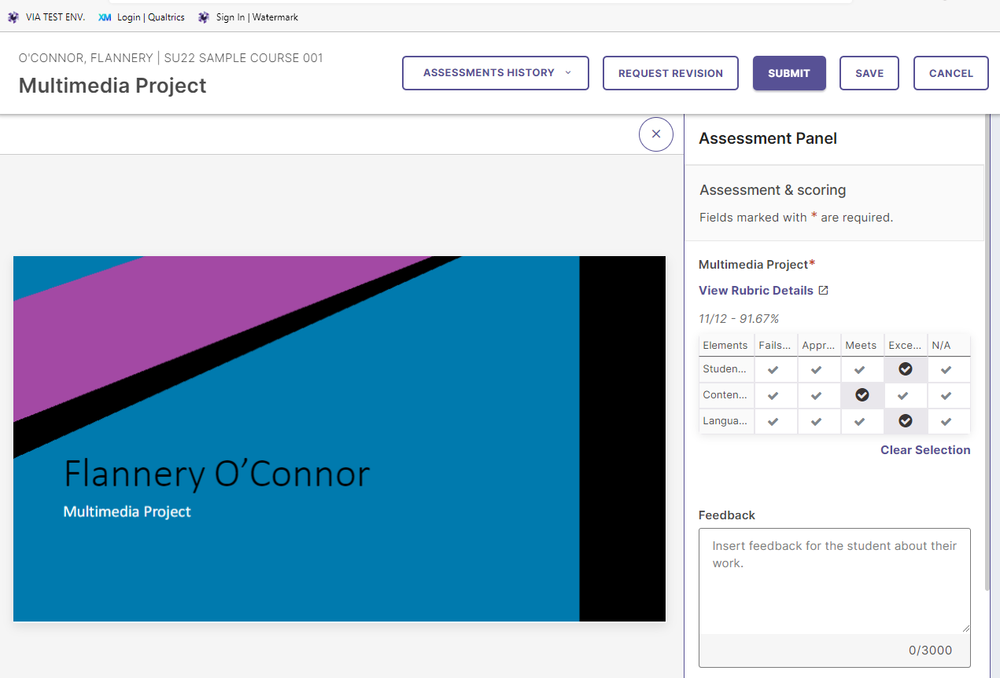 VIA TEST ENV. XM Login | Qualtrics Sign In | Watermark
O'CONNOR, FLANNERY | SU22 SAMPLE COURSE 001
Multimedia Project
ASSESSMENTS HISTORY REQUEST REVISION SUBMIT SAVE CANCEL
Flannery O’Connor
Multimedia Project
Assessment Panel
Assessment & scoring
Fields marked with * are required.
Multimedia Project*
View Rubric Details
11/12 - 91.67%
Elements Fails... Appr... Meets Exce... N/A
Studen...
Conten...
Langua...
Clear Selection
Feedback
Insert feedback for the student about their
work.
0/3000